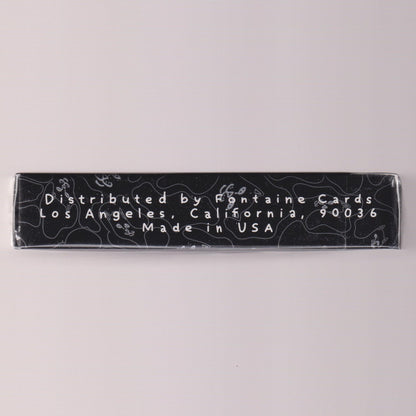 Distributed by Fontaine Cards
Los Angeles, California, 90036
Made in USA